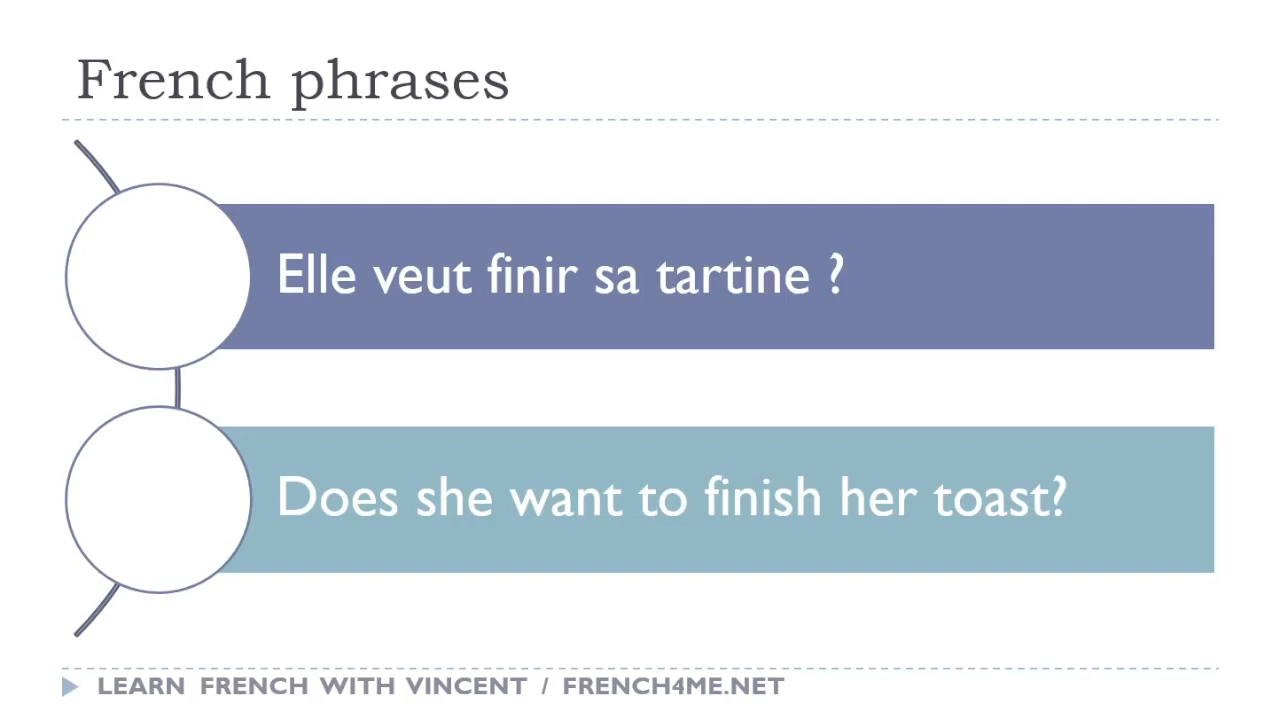 French phrases
Elle veut finir sa tartine ?
Does she want to finish her toast?
LEARN FRENCH WITH VINCENT / FRENCH4ME.NET